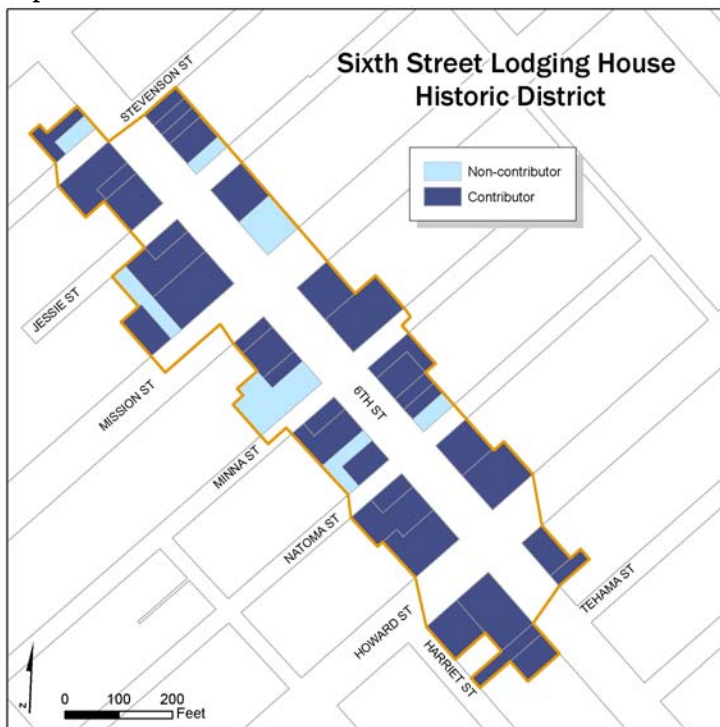 Sixth Street Lodging House
Historic District
Non-contributor
Contributor
STEVENSON ST
JESSIE ST
MISSION ST
6TH ST
MINNA ST
NATOMA ST
TEHAMA ST
HOWARD ST
HARRIET ST
z
0 100 200
Feet